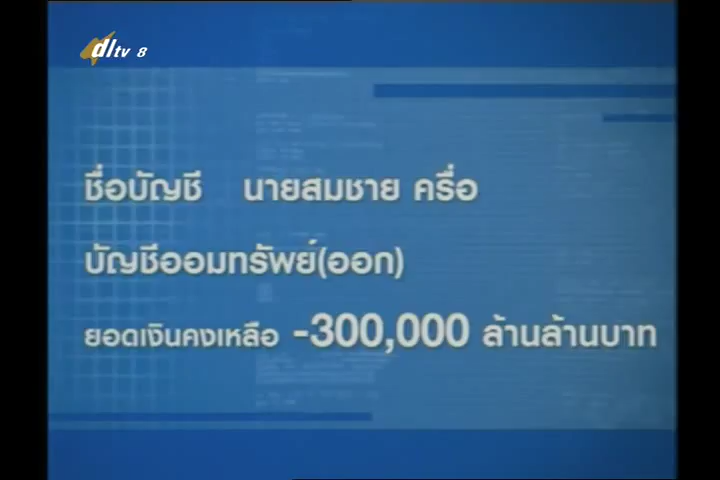 dltv 8
ชื่อบัญชี นายสมชาย ครื่อ
บัญชีออมทรัพย์(ออก)
ยอดเงินคงเหลือ -300,000 ล้านล้านบาท